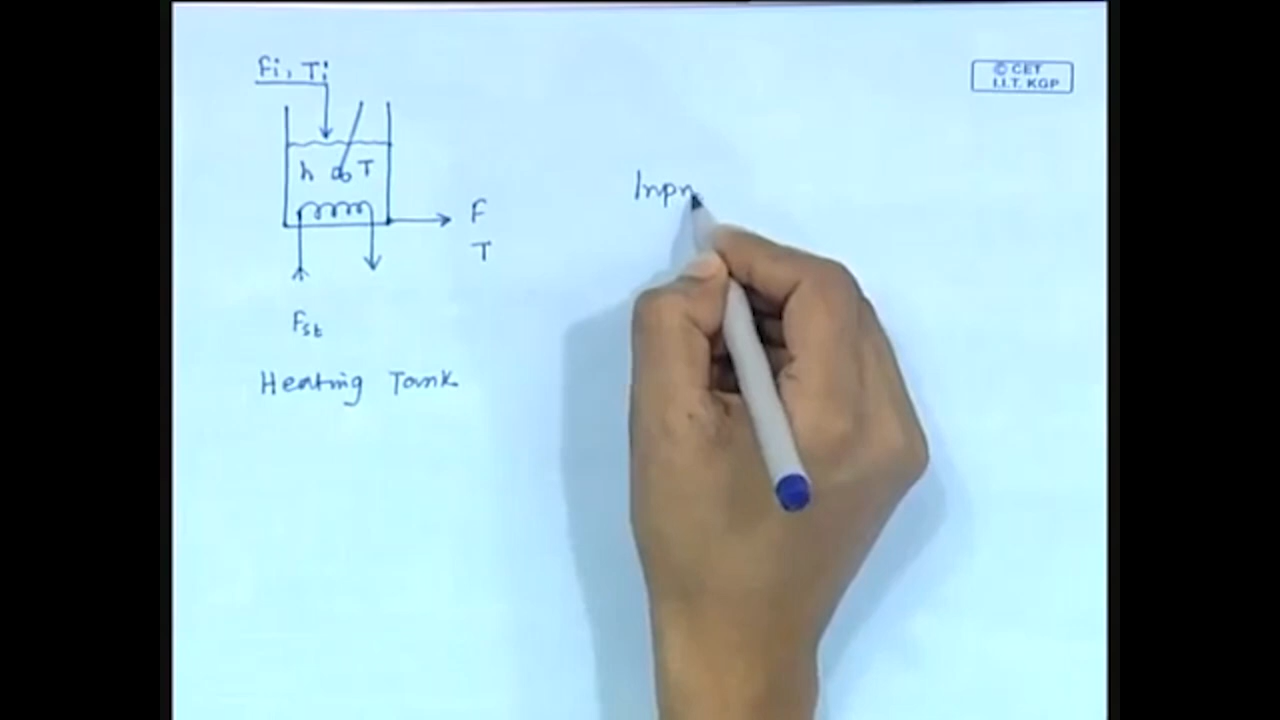 Fi, Ti
© CET
I.I.T. KGP
h T
Inpu
F
T
Fst
Heating Tank